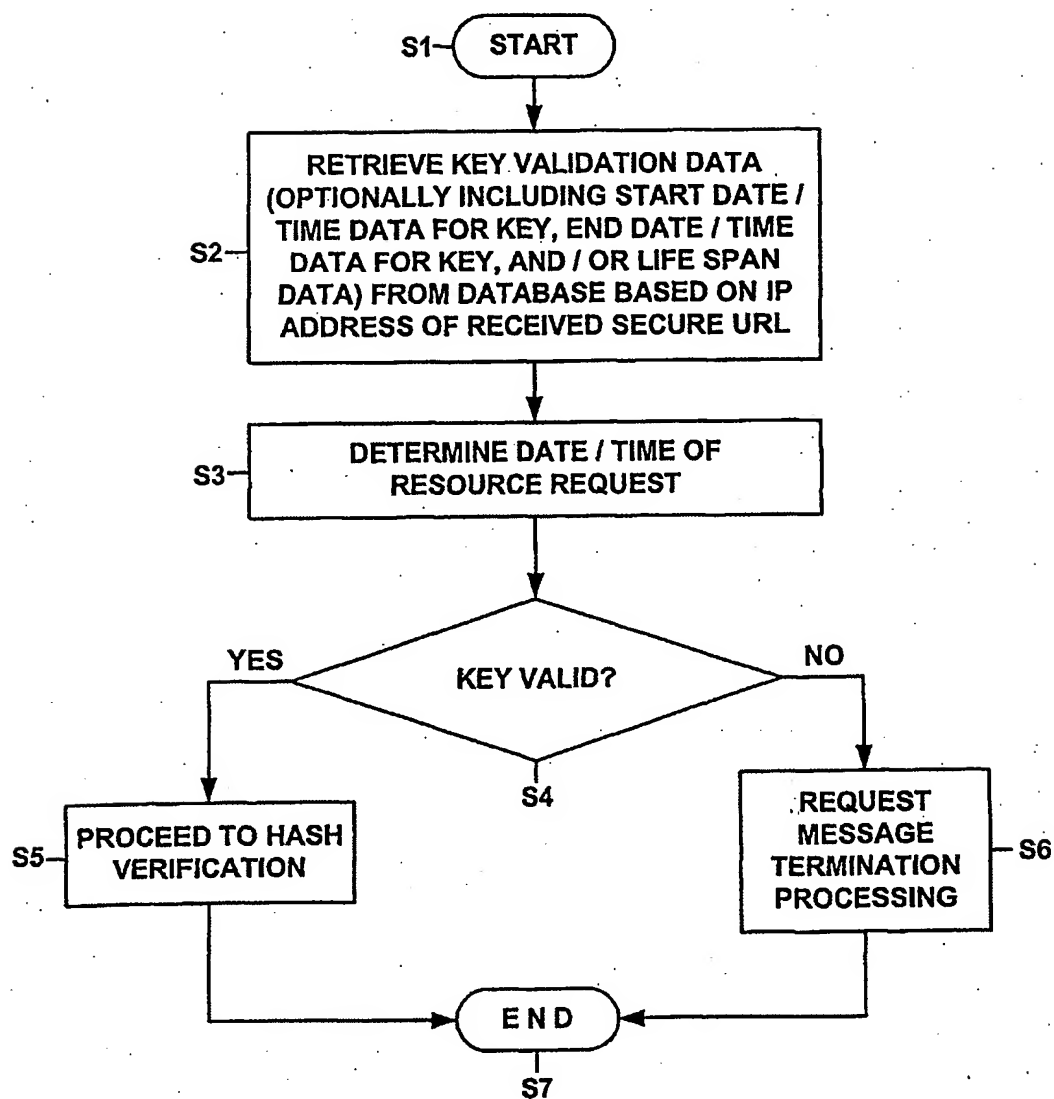 S1
START
RETRIEVE KEY VALIDATION DATA
(OPTIONALLY INCLUDING START DATE /
TIME DATA FOR KEY, END DATE / TIME
DATA FOR KEY, AND / OR LIFE SPAN
DATA) FROM DATABASE BASED ON IP
ADDRESS OF RECEIVED SECURE URL
S2
DETERMINE DATE / TIME OF
RESOURCE REQUEST
S3
YES
KEY VALID?
NO
S4
S5
PROCEED TO HASH
VERIFICATION
REQUEST
MESSAGE
TERMINATION
PROCESSING
S6
END
S7